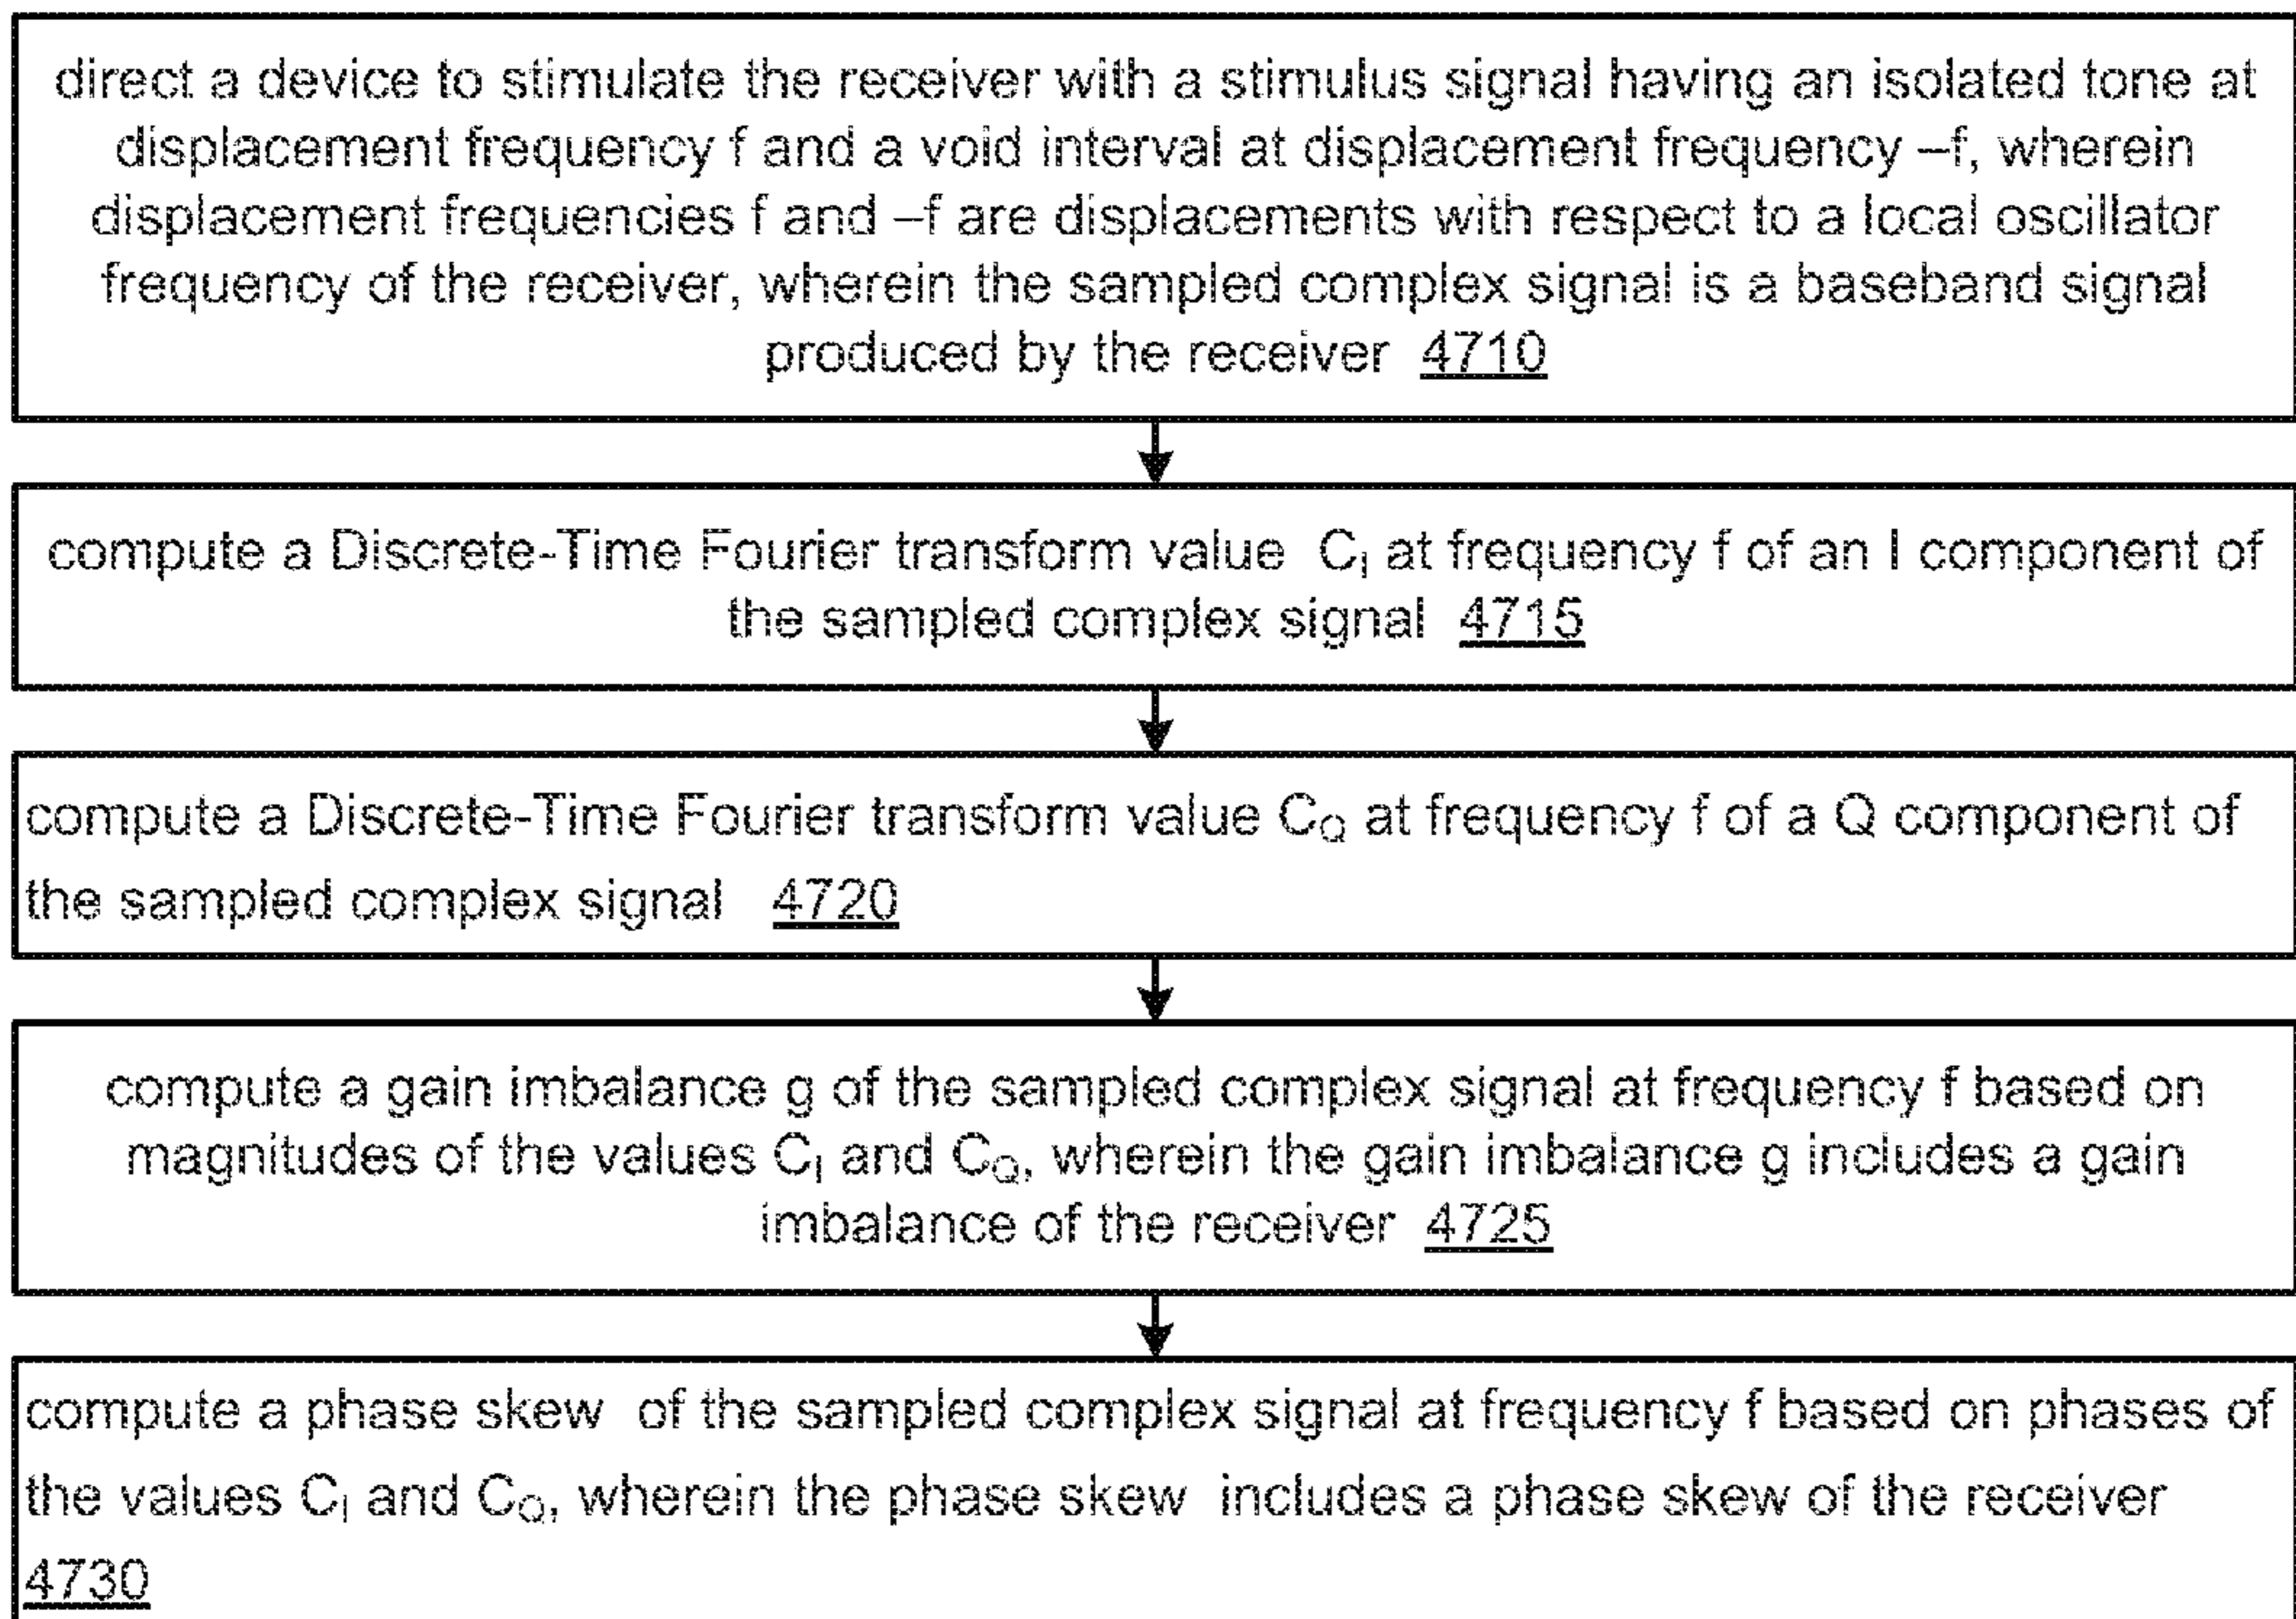 direct a device to stimulate the receiver with a stimulus signal having an isolated tone at
displacement frequency f and a void interval at displacement frequency –f, wherein
displacement frequencies f and –f are displacements with respect to a local oscillator
frequency of the receiver, wherein the sampled complex signal is a baseband signal
produced by the receiver 4710
compute a Discrete-Time Fourier transform value C_I at frequency f of an I component of
the sampled complex signal 4715
compute a Discrete-Time Fourier transform value C_Q at frequency f of a Q component of
the sampled complex signal 4720
compute a gain imbalance g of the sampled complex signal at frequency f based on
magnitudes of the values C_I and C_Q, wherein the gain imbalance g includes a gain
imbalance of the receiver 4725
compute a phase skew of the sampled complex signal at frequency f based on phases of
the values C_I and C_Q, wherein the phase skew includes a phase skew of the receiver
4730